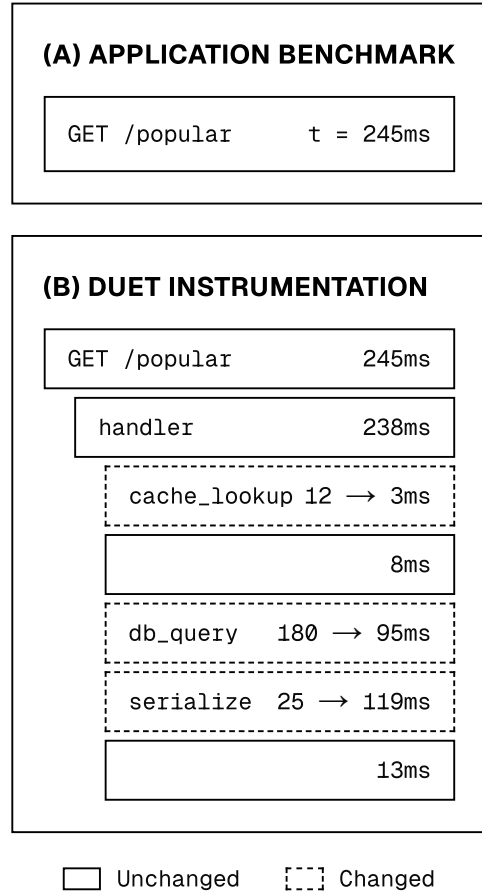 (A) APPLICATION BENCHMARK
GET /popular t = 245ms
(B) DUET INSTRUMENTATION
GET /popular 245ms
handler 238ms
cache_lookup 12 → 3ms
8ms
db_query 180 → 95ms
serialize 25 → 119ms
13ms
Unchanged Changed